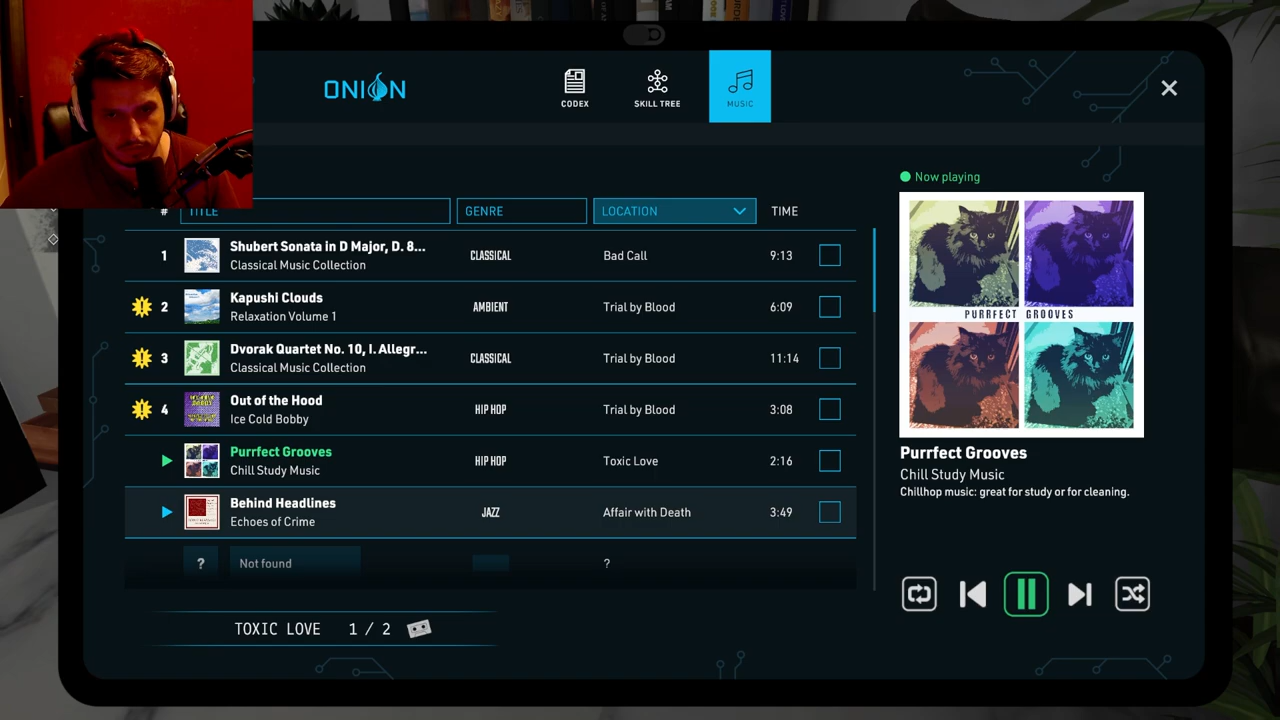 ONION
CODEX
SKILL TREE
MUSIC
Now playing
#
TITLE
GENRE
LOCATION
TIME
1
Shubert Sonata in D Major, D. 8...
Classical Music Collection
CLASSICAL
Bad Call
9:13
2
Kapushi Clouds
Relaxation Volume 1
AMBIENT
Trial by Blood
6:09
3
Dvorak Quartet No. 10, I. Allegr...
Classical Music Collection
CLASSICAL
Trial by Blood
11:14
4
Out of the Hood
Ice Cold Bobby
HIP HOP
Trial by Blood
3:08
Purrfect Grooves
Chill Study Music
HIP HOP
Toxic Love
2:16
Behind Headlines
Echoes of Crime
JAZZ
Affair with Death
3:49
?
Not found
?
TOXIC LOVE 1 / 2
PURRFECT GROOVES
Purrfect Grooves
Chill Study Music
Chillhop music: great for study or for cleaning.